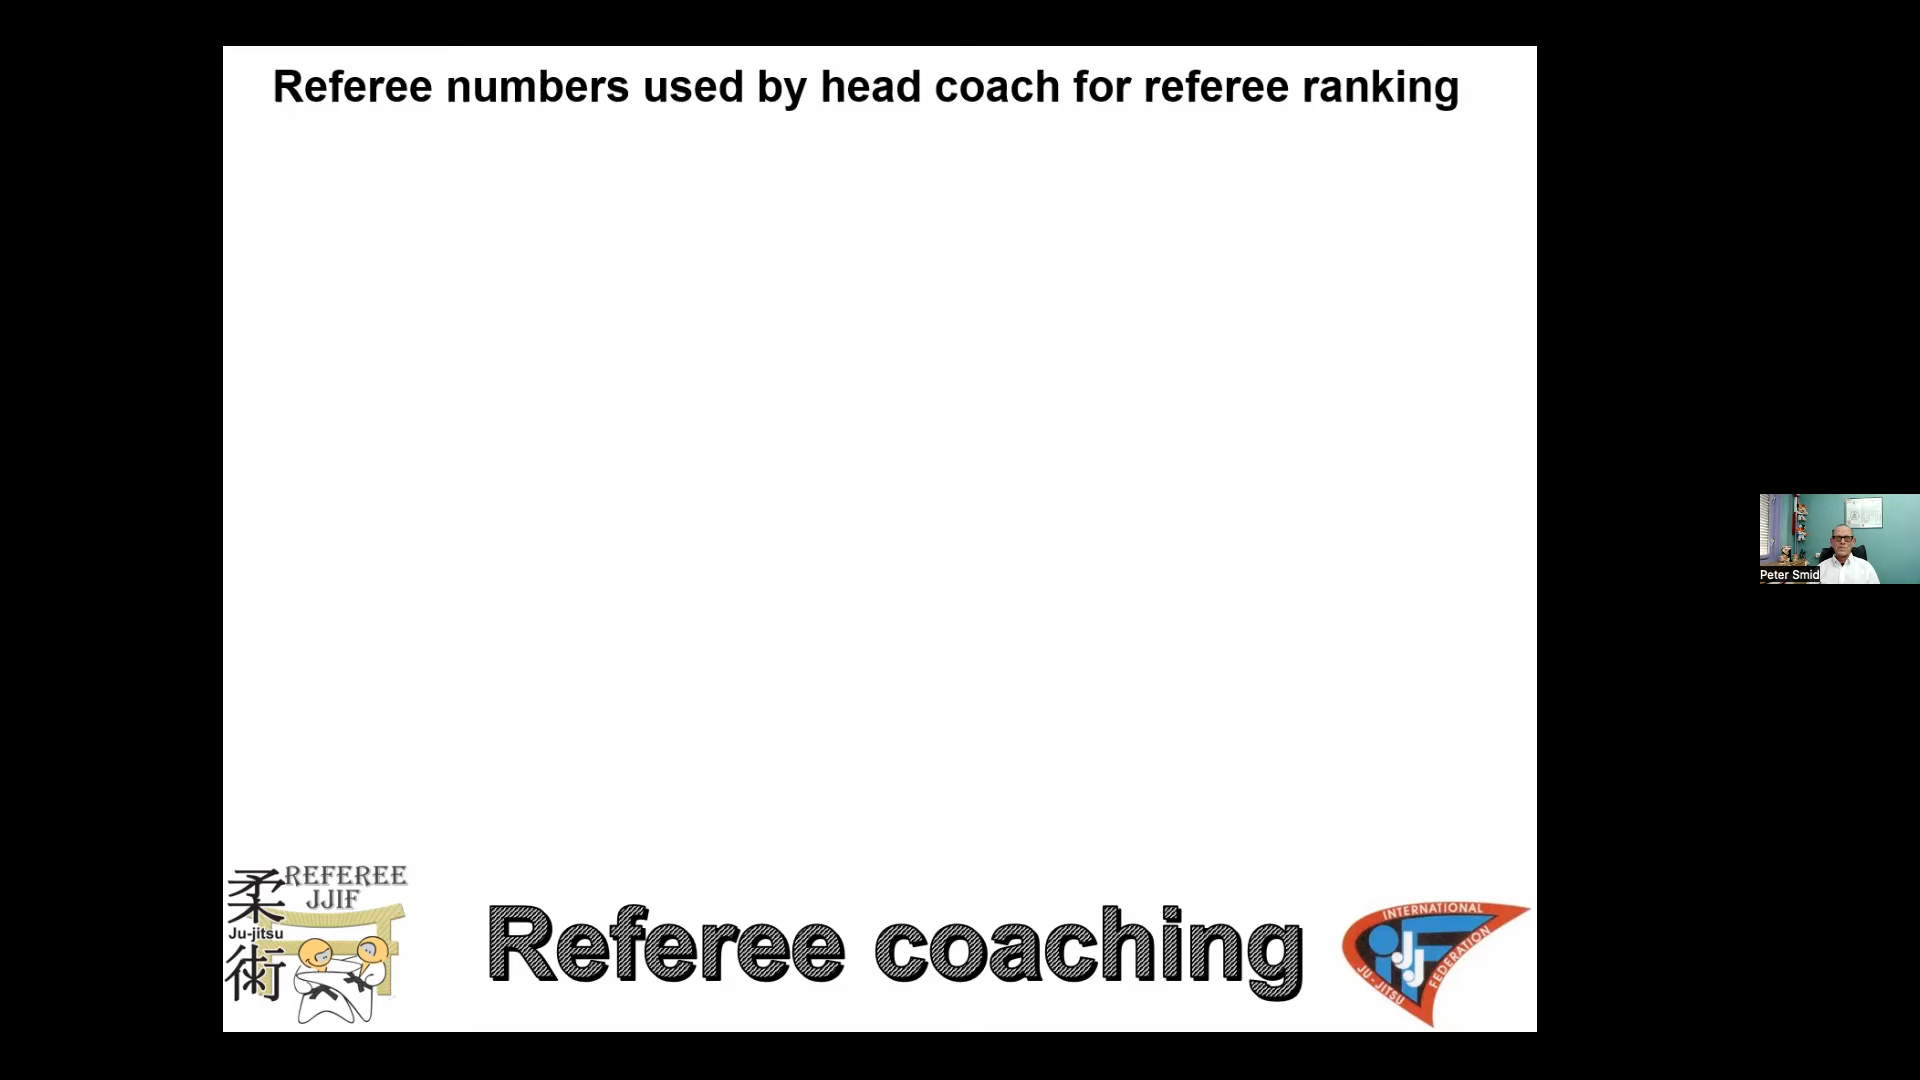 Referee numbers used by head coach for referee ranking
Peter Smid
柔術
REFEREE
JJIF
Ju-jitsu
Referee coaching
INTERNATIONAL
JJIF
JU-JITSU
FEDERATION